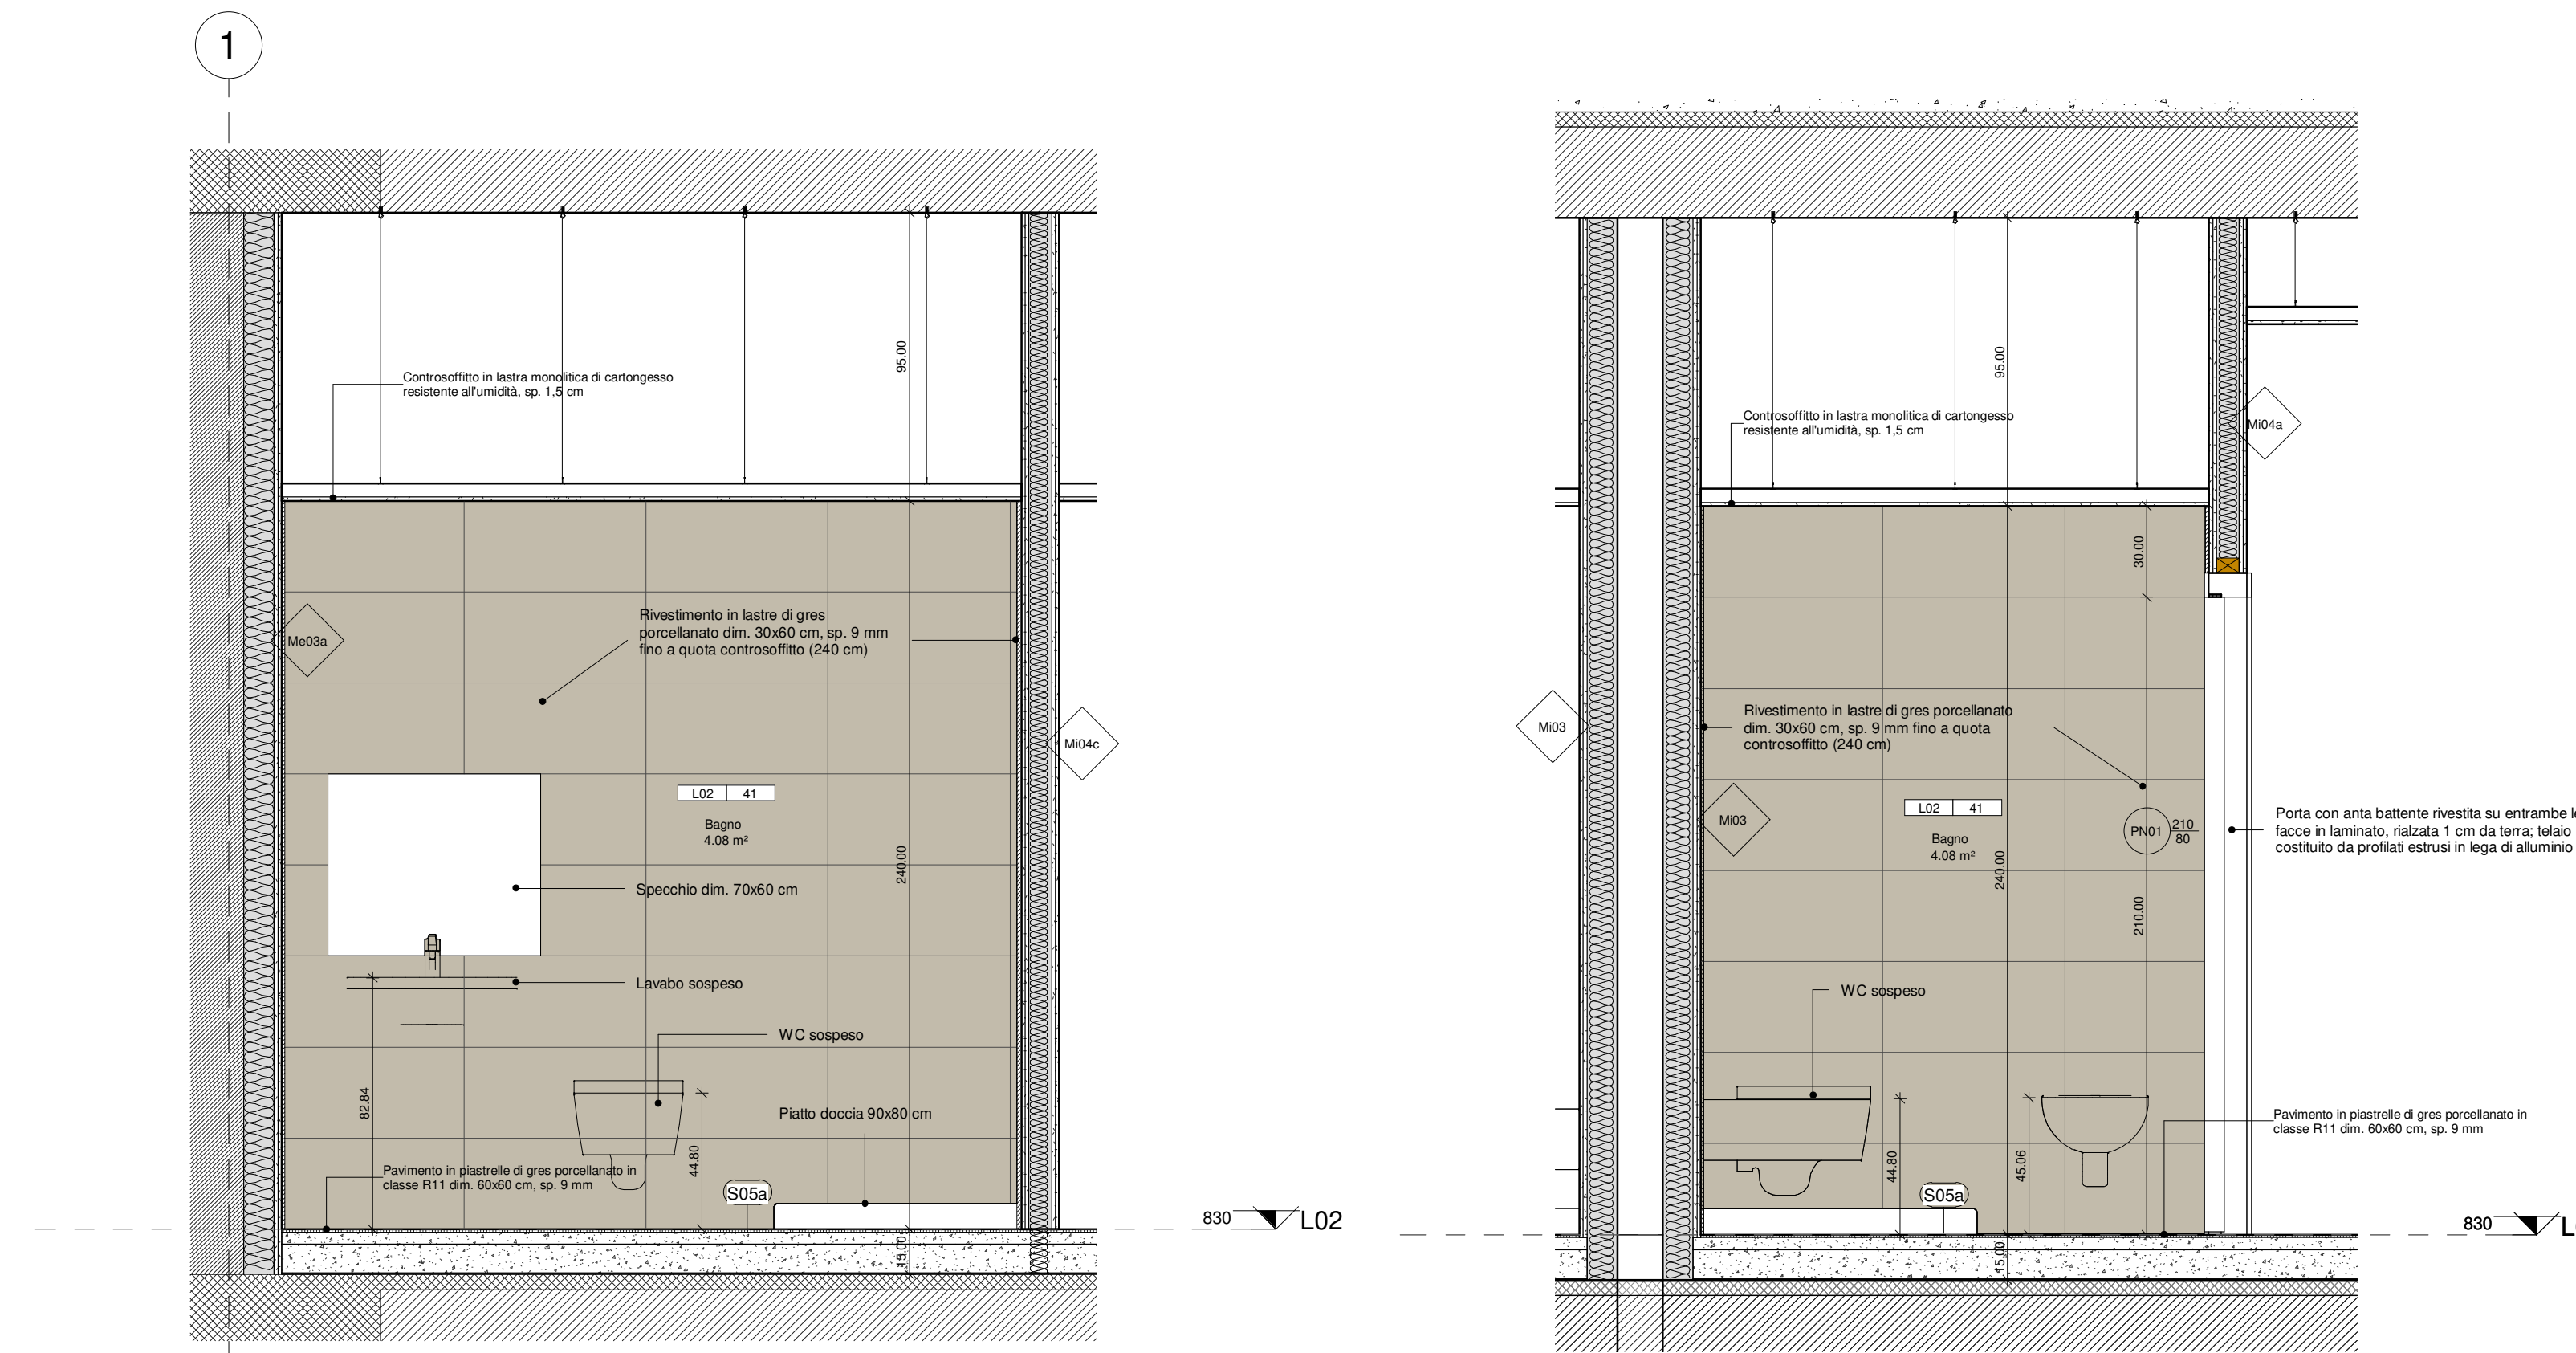 1
95.00
Controsoffitto in lastra monolitica di cartongesso
resistente all'umidità, sp. 1,5 cm
Rivestimento in lastre di gres
porcellanato dim. 30x60 cm, sp. 9 mm
fino a quota controsoffitto (240 cm)
Me03a
Mi04c
L02 41
Bagno
4.08 m²
240.00
Specchio dim. 70x60 cm
Lavabo sospeso
WC sospeso
82.84
44.80
Piatto doccia 90x80 cm
Pavimento in piastrelle di gres porcellanato in
classe R11 dim. 60x60 cm, sp. 9 mm
S05a
830 L02
15.00
95.00
Controsoffitto in lastra monolitica di cartongesso
resistente all'umidità, sp. 1,5 cm
Mi04a
30.00
Mi03
Rivestimento in lastre di gres porcellanato
dim. 30x60 cm, sp. 9 mm fino a quota
controsoffitto (240 cm)
Mi03
L02 41
Bagno
4.08 m²
240.00
PN01 210
80
Porta con anta battente rivestita su entrambe le
facce in laminato, rialzata 1 cm da terra; telaio
costituito da profilati estrusi in lega di alluminio
210.00
WC sospeso
44.80
45.06
Pavimento in piastrelle di gres porcellanato in
classe R11 dim. 60x60 cm, sp. 9 mm
S05a
830
15.00